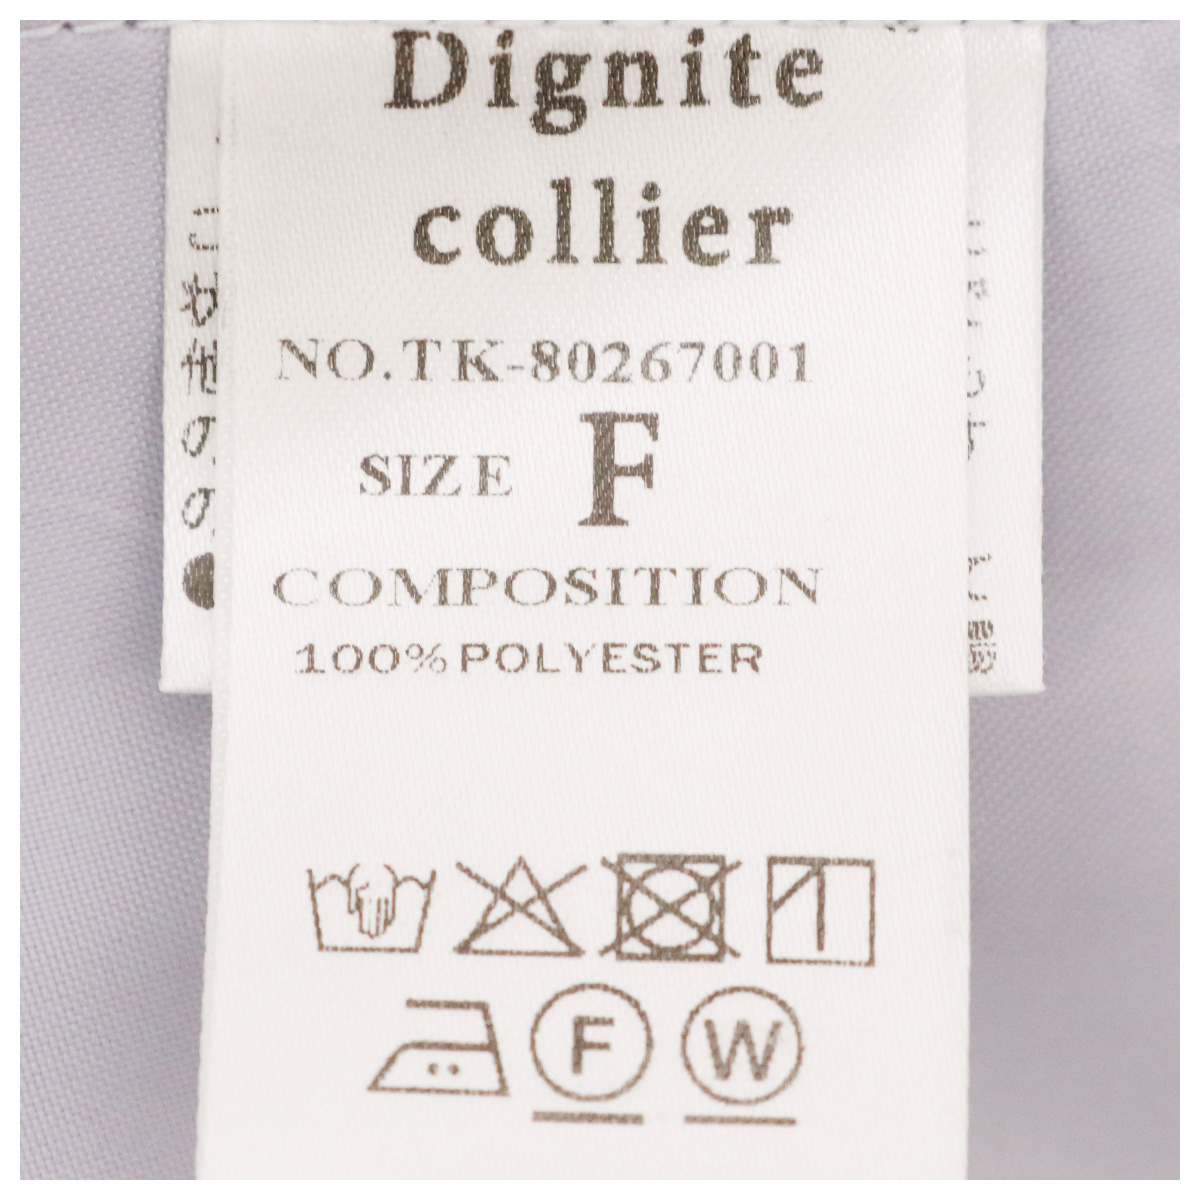 Dignite
collier
NO.TK-80267001
SIZE F
COMPOSITION
100% POLYESTER
F W